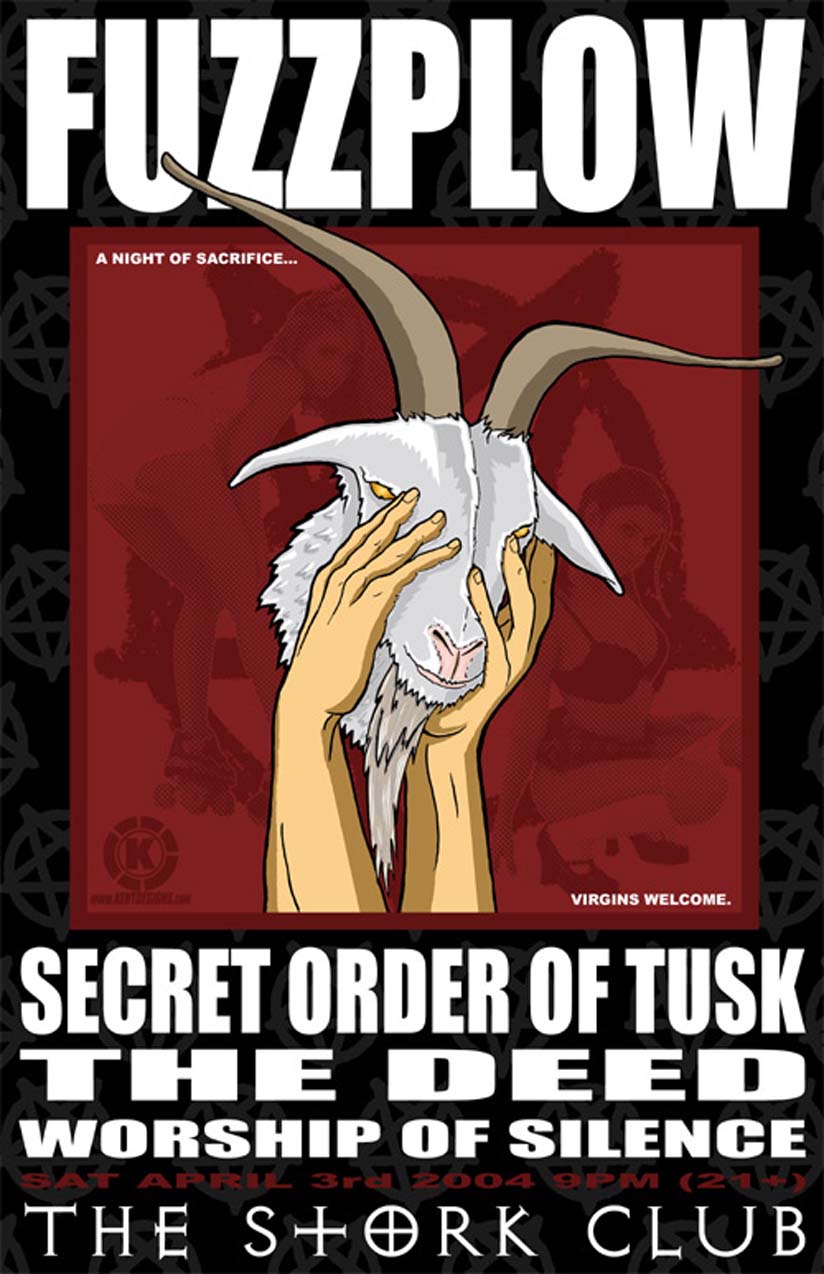 FUZZPLOW
A NIGHT OF SACRIFICE...
K
VIRGINS WELCOME.
SECRET ORDER OF TUSK
THE DEED
WORSHIP OF SILENCE
SAT APRIL 3rd 2004 9PM (21+)
THE STORK CLUB